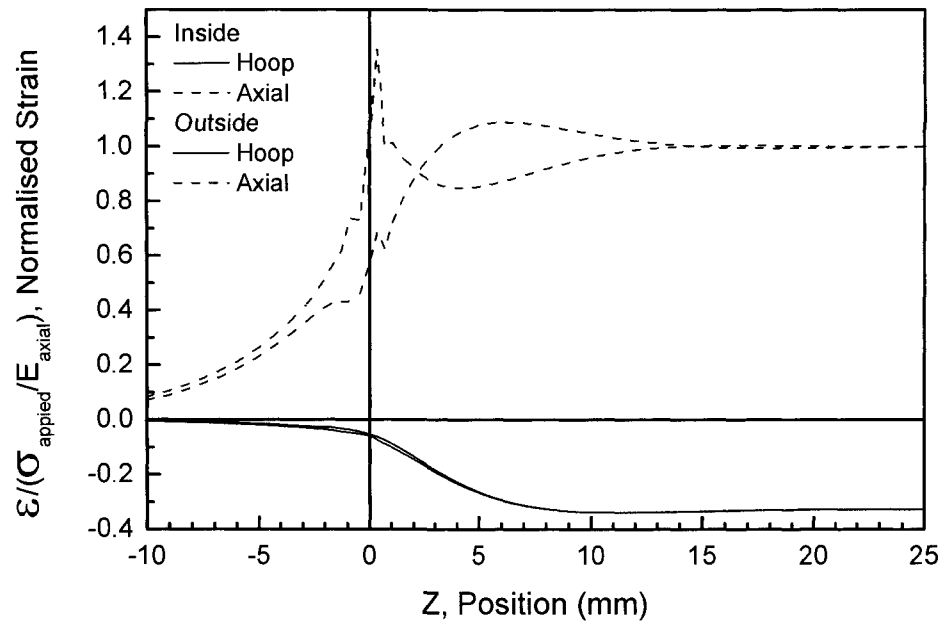 ε/(σappied/Eaxial), Normalised Strain
1.4
1.2
1.0
0.8
0.6
0.4
0.2
0.0
-0.2
-0.4
Inside
Hoop
Axial
Outside
Hoop
Axial
-10 -5 0 5 10 15 20 25
Z, Position (mm)